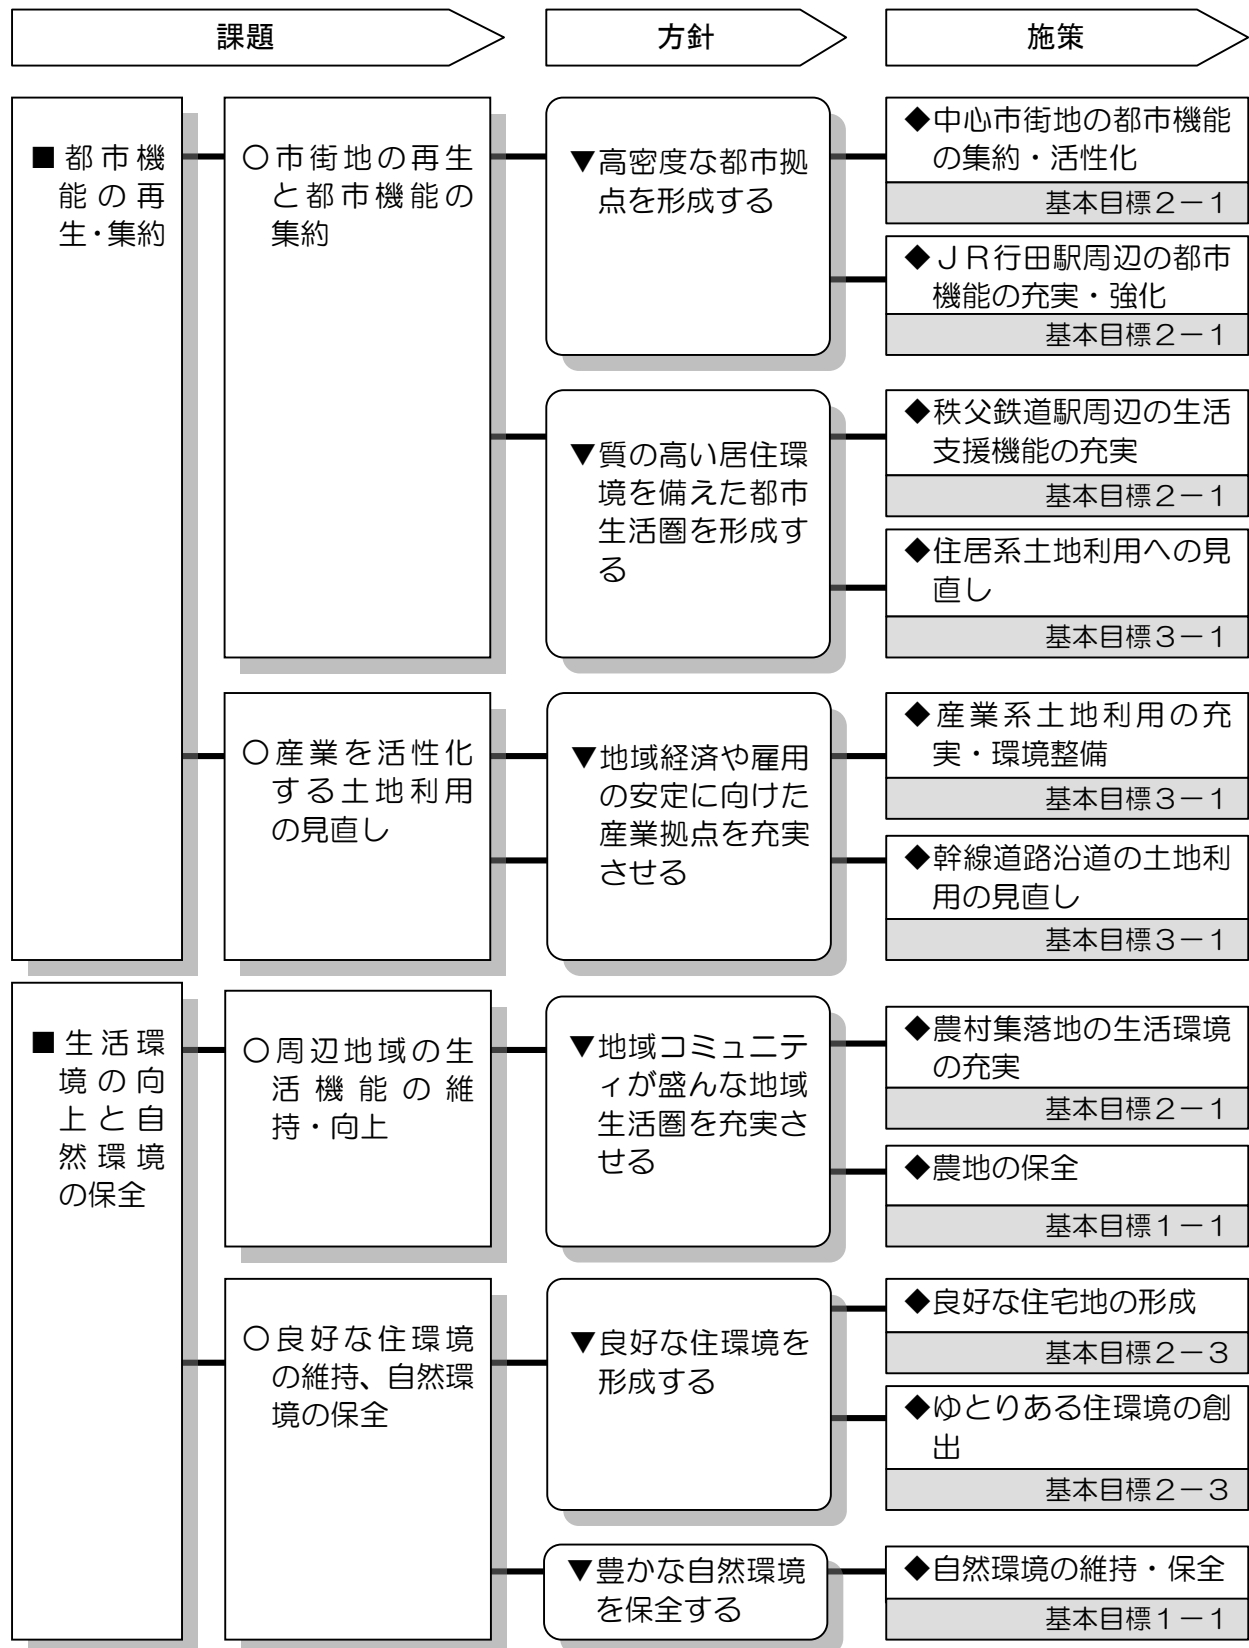 課題
方針
施策
■都市機
能の再
生・集約
○市街地の再生
と都市機能の
集約
▼高密度な都市拠
点を形成する
◆中心市街地の都市機能
の集約・活性化
基本目標２－１
◆ＪＲ行田駅周辺の都市
機能の充実・強化
基本目標２－１
▼質の高い居住環
境を備えた都市
生活圏を形成す
る
◆秩父鉄道駅周辺の生活
支援機能の充実
基本目標２－１
◆住居系土地利用への見
直し
基本目標３－１
○産業を活性化
する土地利用
の見直し
▼地域経済や雇用
の安定に向けた
産業拠点を充実
させる
◆産業系土地利用の充
実・環境整備
基本目標３－１
◆幹線道路沿道の土地利
用の見直し
基本目標３－１
■生活環
境の向
上と自
然環境
の保全
○周辺地域の生
活機能の維
持・向上
▼地域コミュニテ
ィが盛んな地域
生活圏を充実さ
せる
◆農村集落地の生活環境
の充実
基本目標２－１
◆農地の保全
基本目標１－１
○良好な住環境
の維持、自然環
境の保全
▼良好な住環境を
形成する
◆良好な住宅地の形成
基本目標２－３
◆ゆとりある住環境の創
出
基本目標２－３
▼豊かな自然環境
を保全する
◆自然環境の維持・保全
基本目標１－１